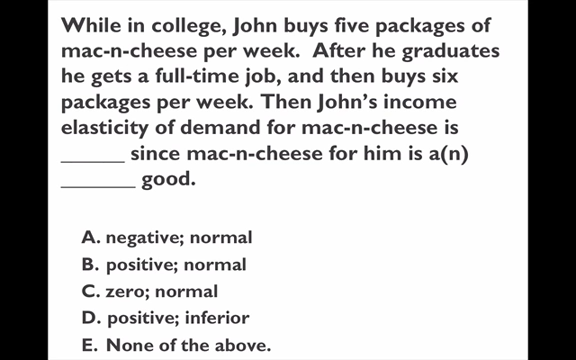 While in college, John buys five packages of
mac-n-cheese per week.  After he graduates
he gets a full-time job, and then buys six
packages per week. Then John’s income
elasticity of demand for mac-n-cheese is
______ since mac-n-cheese for him is a(n)
_______ good.
A. negative; normal
B. positive; normal
C. zero; normal
D. positive; inferior
E. None of the above.